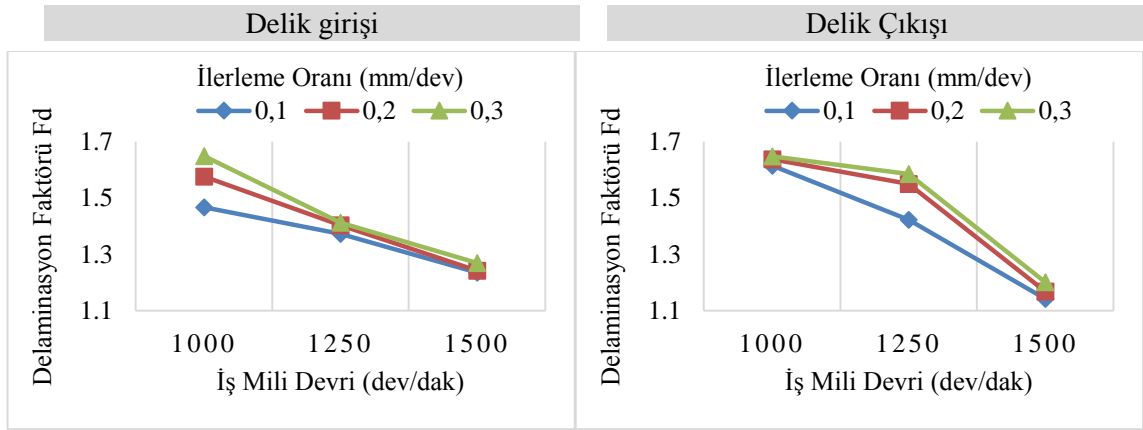 Delik girişi
İlerleme Oranı (mm/dev)
0,1 0,2 0,3
Delaminasyon Faktörü Fd
1.7
1.5
1.3
1.1
1000 1250 1500
İş Mili Devri (dev/dak)
Delik Çıkışı
İlerleme Oranı (mm/dev)
0,1 0,2 0,3
Delaminasyon Faktörü Fd
1.7
1.5
1.3
1.1
1000 1250 1500
İş Mili Devri (dev/dak)